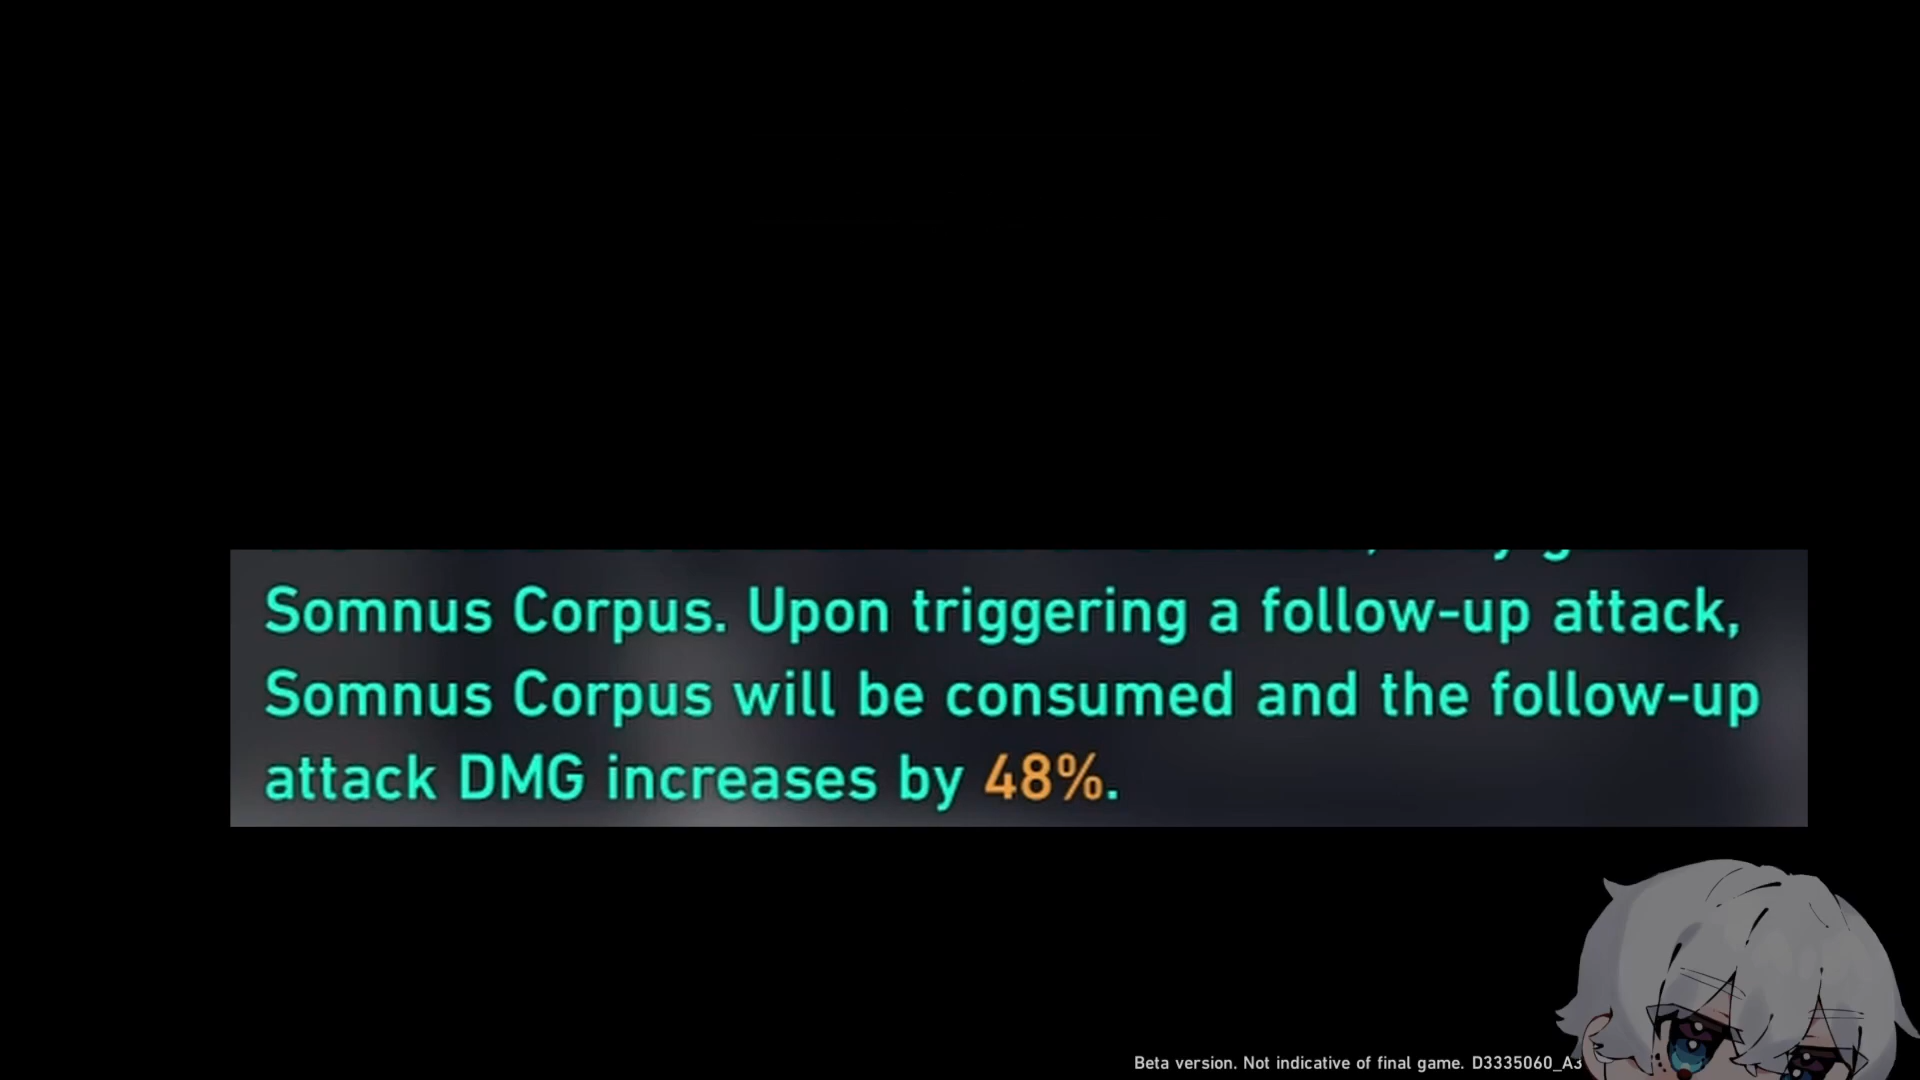 Somnus Corpus. Upon triggering a follow-up attack,
Somnus Corpus will be consumed and the follow-up
attack DMG increases by 48%.
Beta version. Not indicative of final game. D3335060_A3